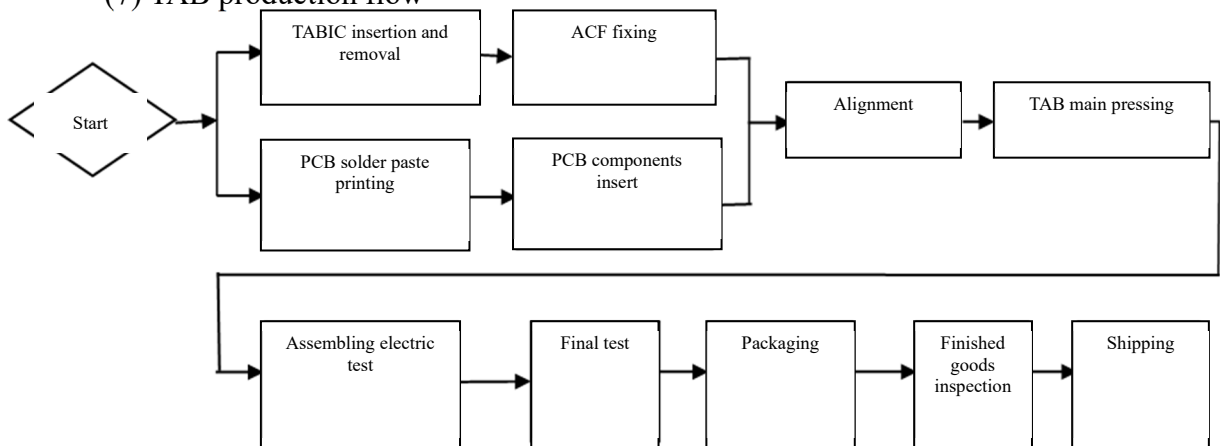 (7) TAB production flow
TABIC insertion and
removal
ACF fixing
Start
PCB solder paste
printing
PCB components
insert
Alignment
TAB main pressing
Assembling electric
test
Final test
Packaging
Finished
goods
inspection
Shipping